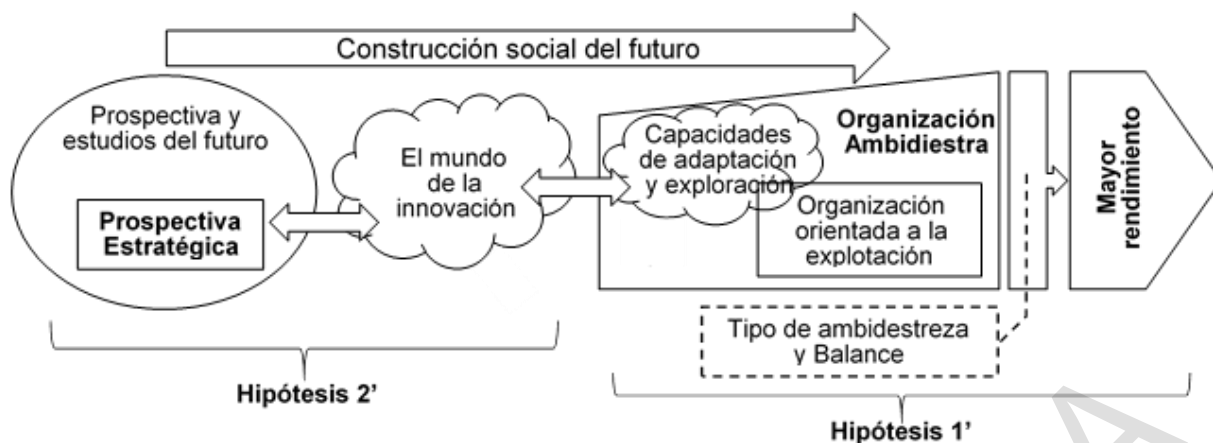 Construcción social del futuro
Prospectiva y
estudios del futuro
Prospectiva
Estratégica
El mundo
de la
innovación
Capacidades
de adaptación
y exploración
Organización
Ambidiestra
Organización
orientada a la
explotación
Mayor
rendimiento
Tipo de ambidestreza
y Balance
Hipótesis 2’
Hipótesis 1’